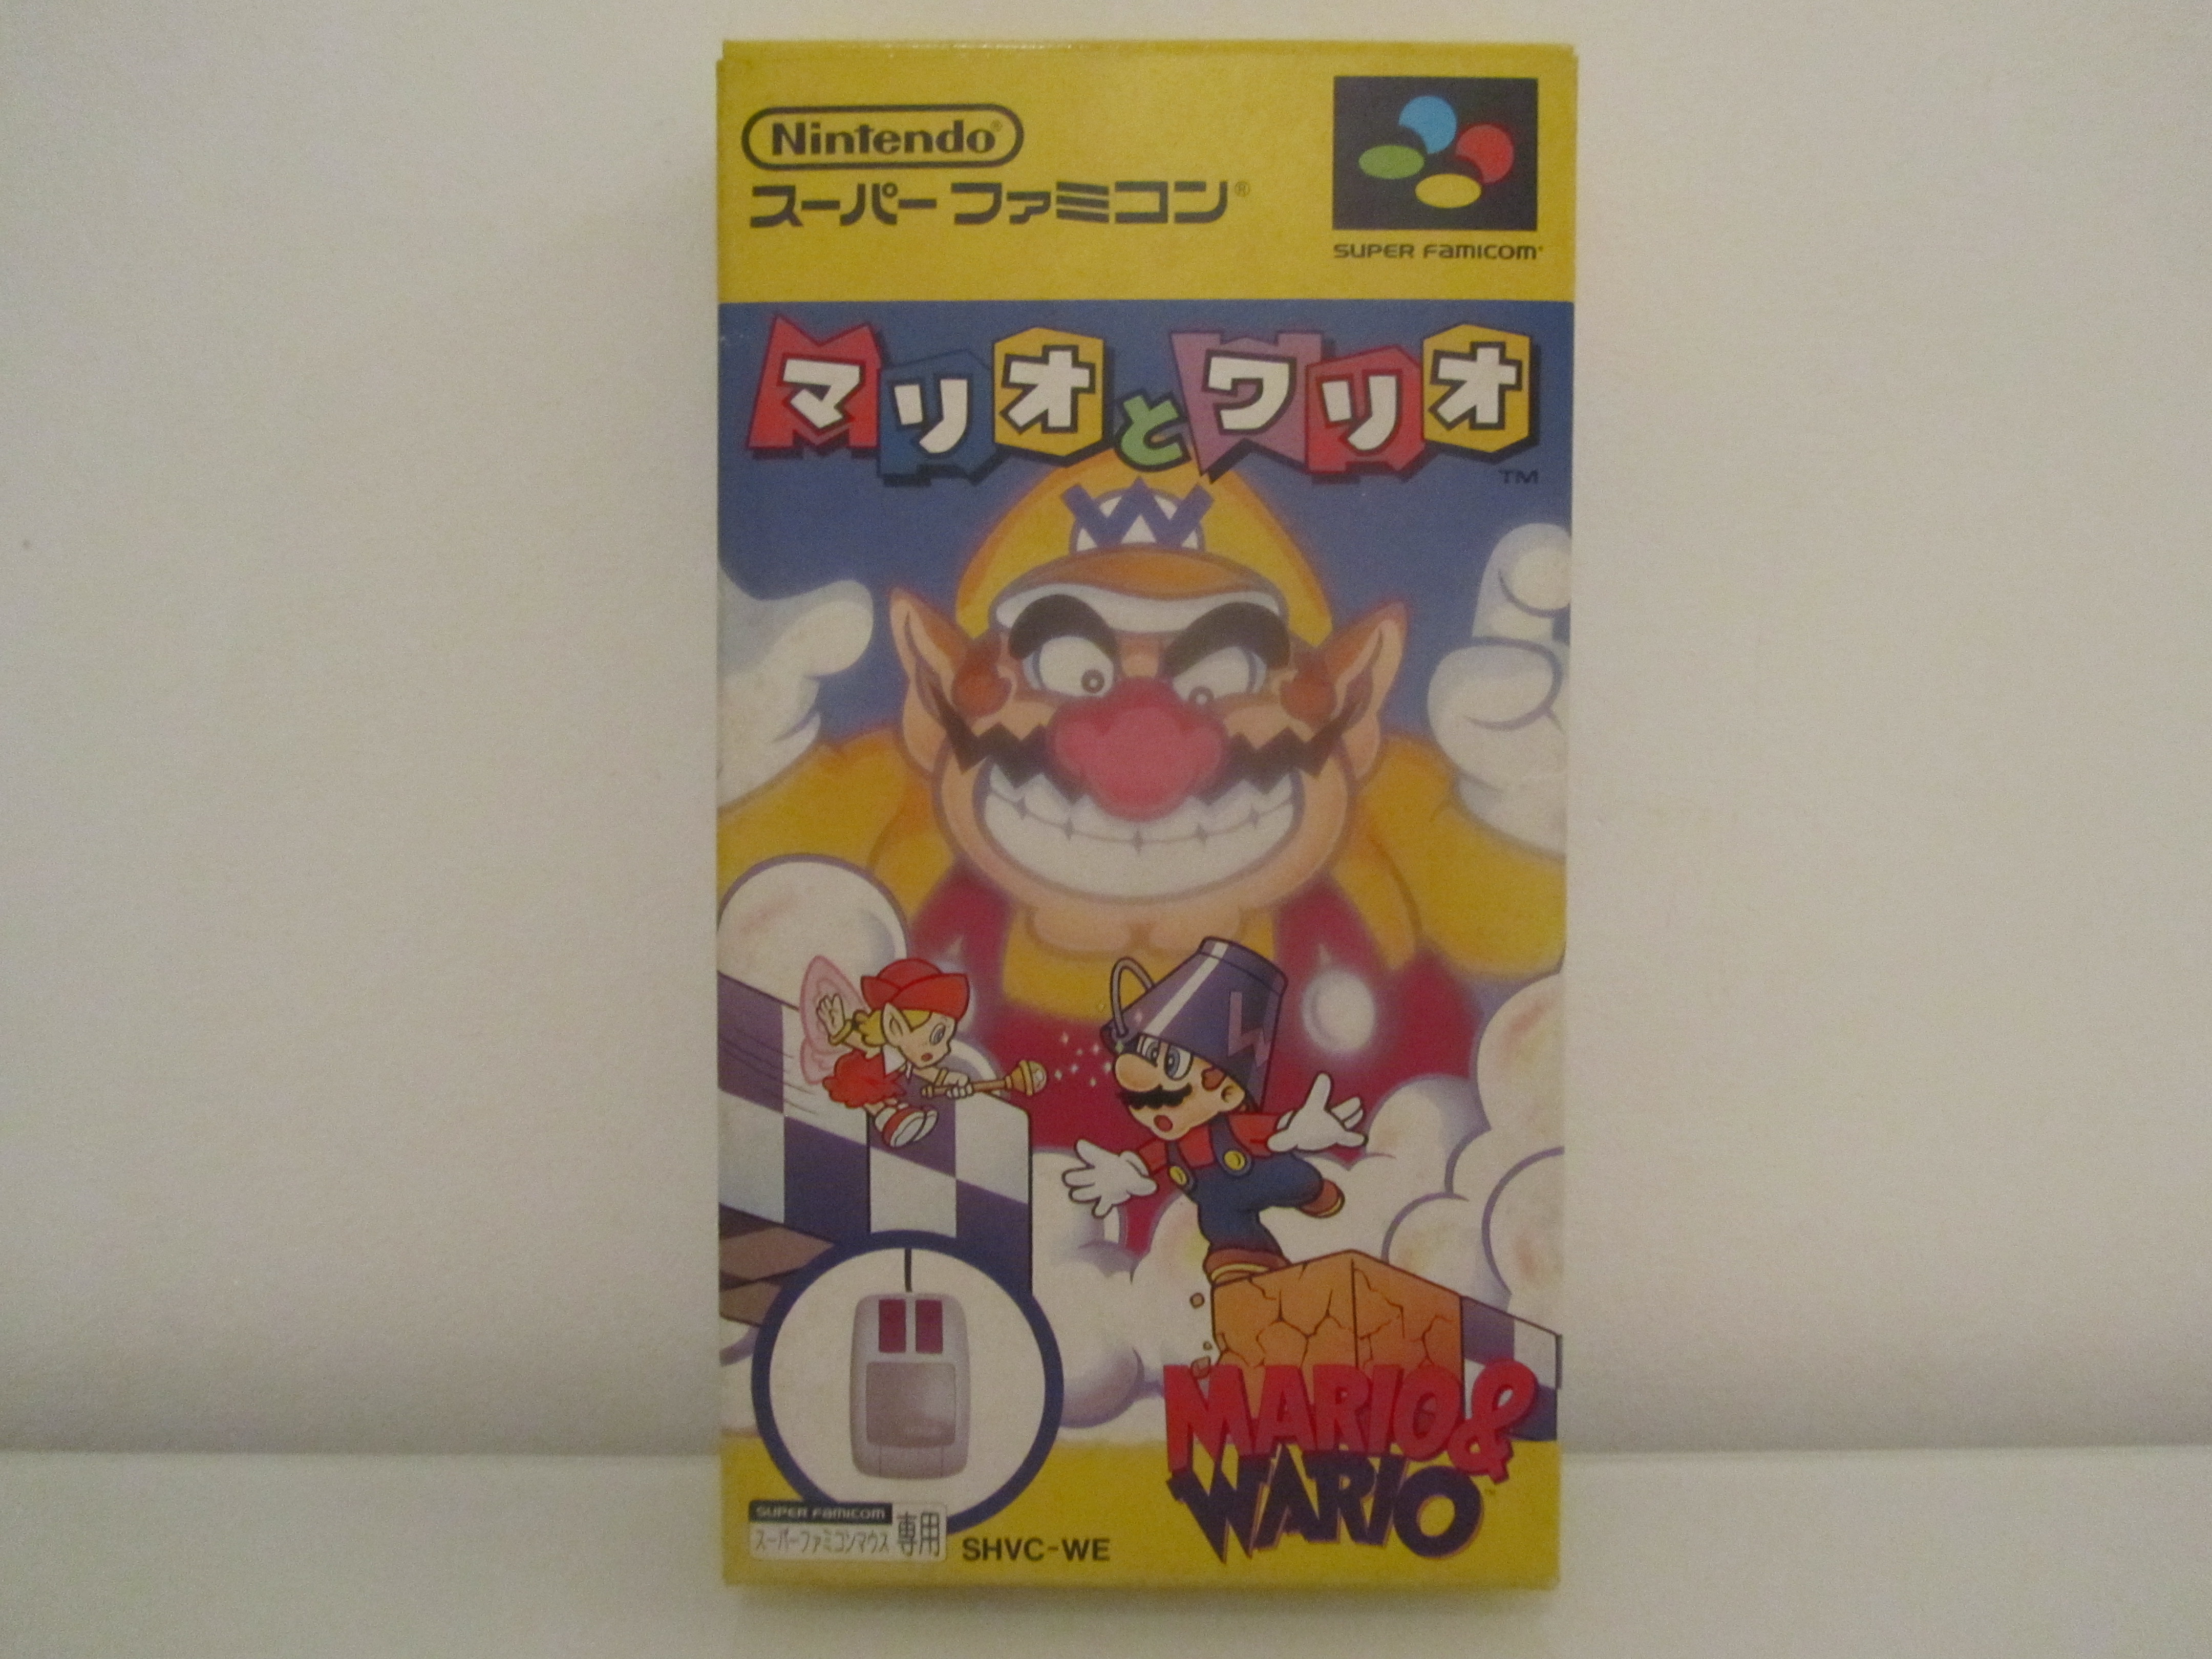 Nintendo®
スーパーファミコン®
SUPER FAMICOM
マリオとワリオ
TM
W
W
MARIO &
WARIO
SUPER FAMICOM
スーパーファミコンマウス 専用
SHVC-WE